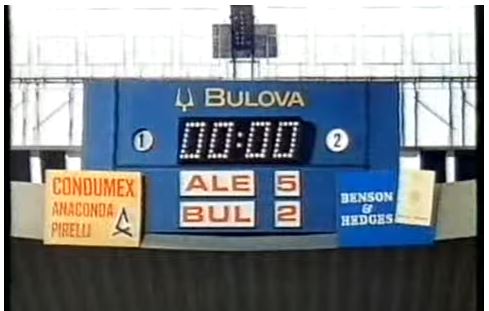 BULOVA
1
00:00
2
ALE 5
BUL 2
CONDUMEX
ANACONDA
PIRELLI
BENSON
&
HEDGES